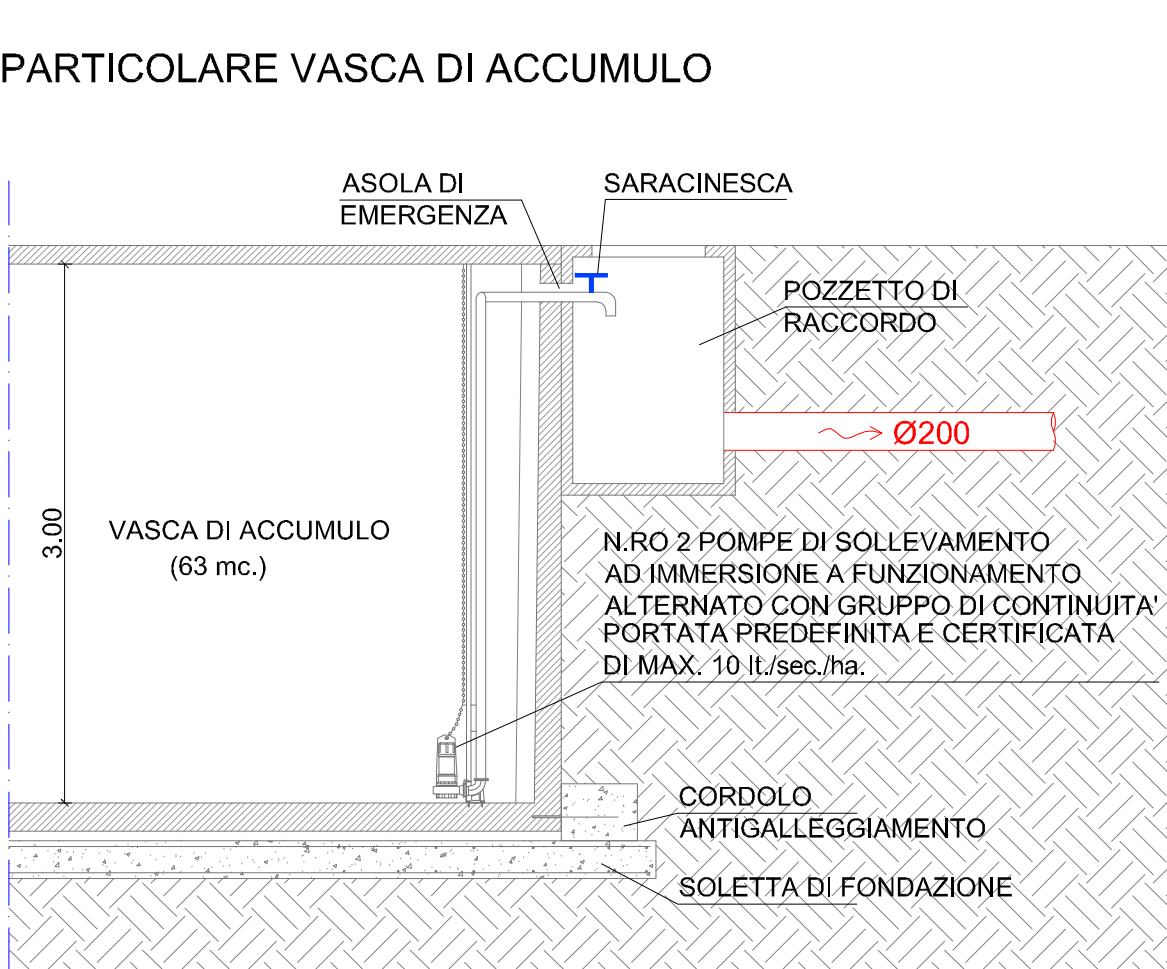 PARTICOLARE VASCA DI ACCUMULO
ASOLA DI
EMERGENZA
SARACINESCA
POZZETTO DI
RACCORDO
Ø200
3.00
VASCA DI ACCUMULO
(63 mc.)
N.RO 2 POMPE DI SOLLEVAMENTO
AD IMMERSIONE A FUNZIONAMENTO
ALTERNATO CON GRUPPO DI CONTINUITA'
PORTATA PREDEFINITA E CERTIFICATA
DI MAX. 10 lt./sec./ha.
CORDOLO
ANTIGALLEGGIAMENTO
SOLETTA DI FONDAZIONE